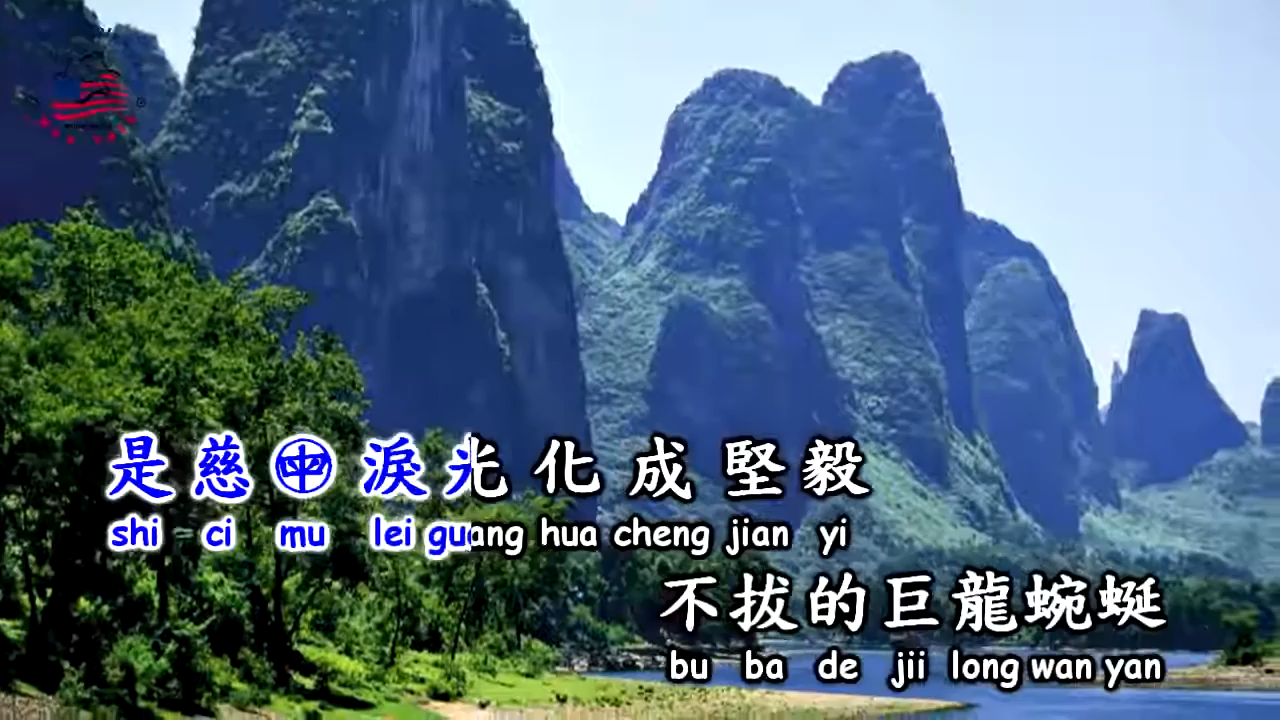 是慈㊥淚光化成堅毅
shi ci mu lei guang hua cheng jian yi
不拔的巨龍蜿蜒
bu ba de jii long wan yan